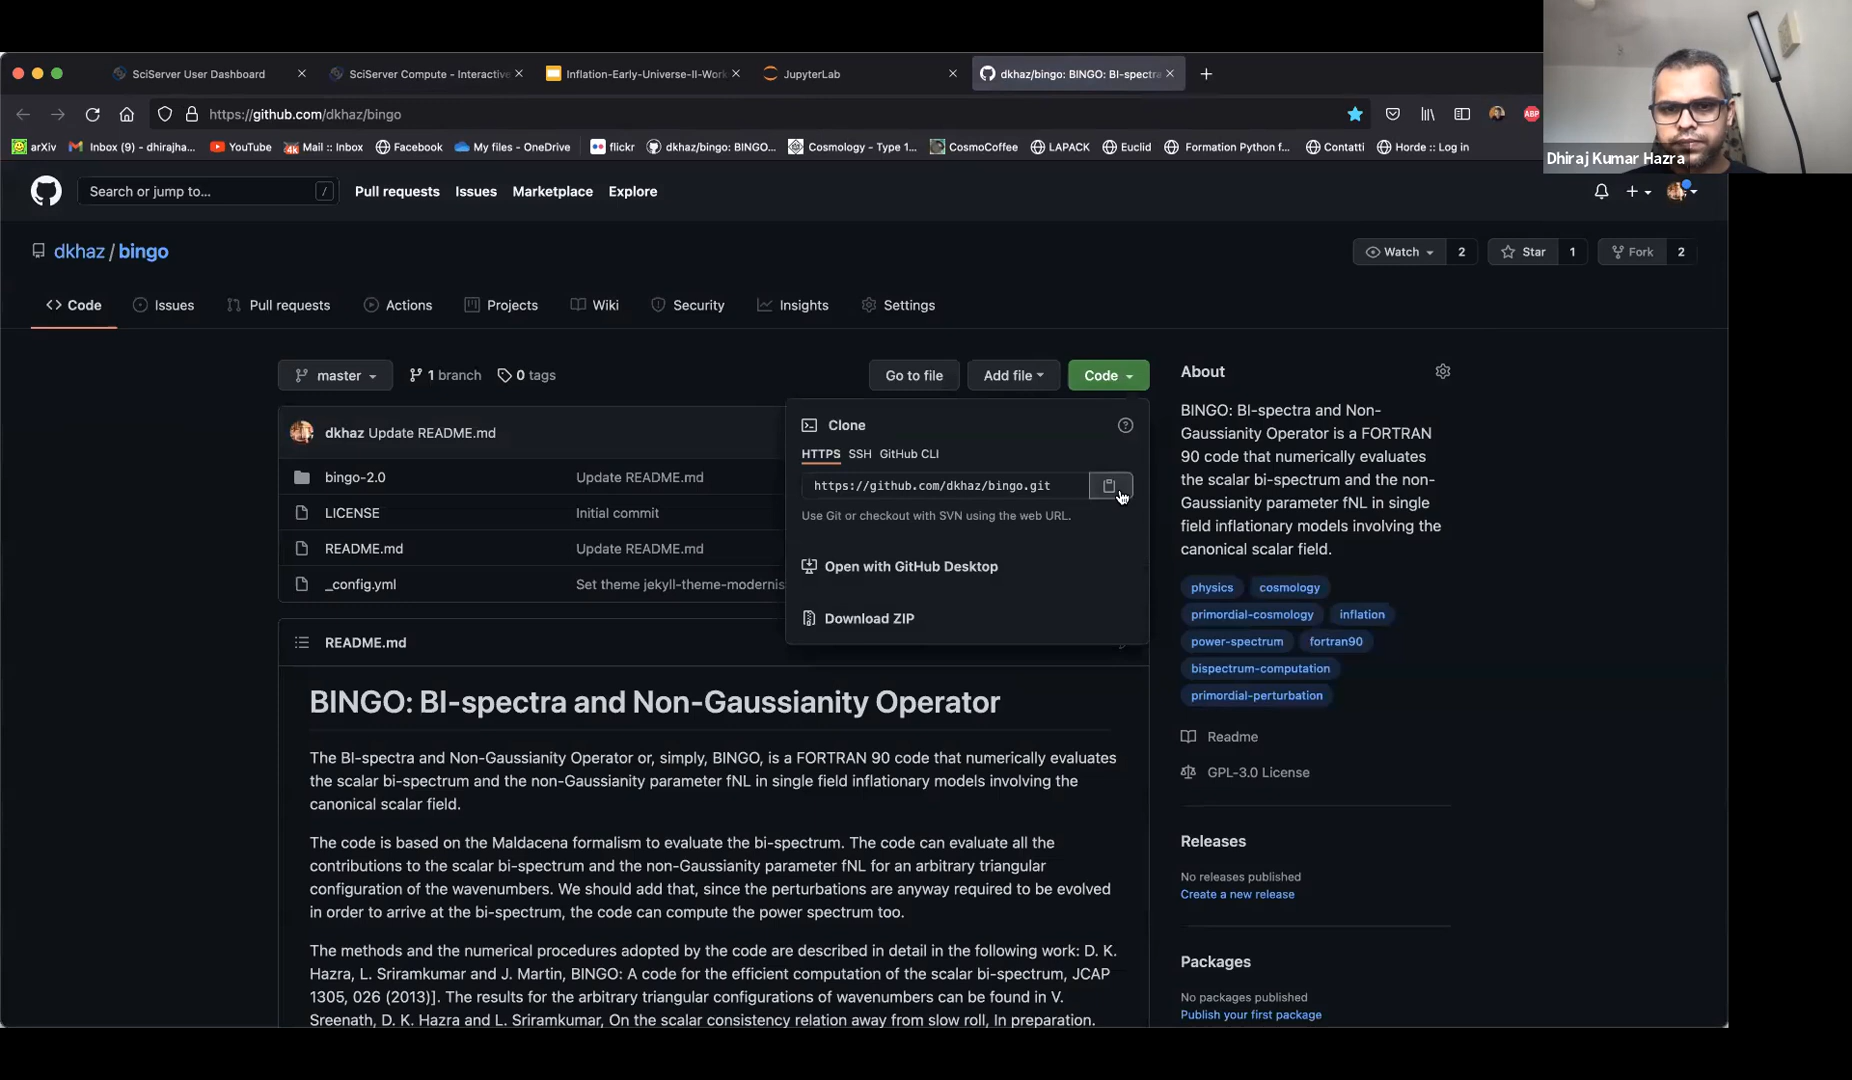 SciServer User Dashboard
SciServer Compute - Interactive
Inflation-Early-Universe-II-Work
JupyterLab
dkhaz/bingo: BINGO: BI-spectra
https://github.com/dkhaz/bingo
ABP
arXiv
Inbox (9) - dhirajha...
YouTube
Mail :: Inbox
Facebook
My files - OneDrive
flickr
dkhaz/bingo: BINGO...
Cosmology - Type 1...
CosmoCoffee
LAPACK
Euclid
Formation Python f...
Contatti
Horde :: Log in
Dhiraj Kumar Hazra
Search or jump to...
/
Pull requests
Issues
Marketplace
Explore
dkhaz / bingo
Watch
2
Star
1
Fork
2
Code
Issues
Pull requests
Actions
Projects
Wiki
Security
Insights
Settings
master
1 branch
0 tags
Go to file
Add file
Code
dkhaz Update README.md
bingo-2.0
Update README.md
LICENSE
Initial commit
README.md
Update README.md
_config.yml
Set theme jekyll-theme-modernis
Clone
HTTPS
SSH
GitHub CLI
https://github.com/dkhaz/bingo.git
Use Git or checkout with SVN using the web URL.
Open with GitHub Desktop
Download ZIP
README.md
BINGO: BI-spectra and Non-Gaussianity Operator
The BI-spectra and Non-Gaussianity Operator or, simply, BINGO, is a FORTRAN 90 code that numerically evaluates
the scalar bi-spectrum and the non-Gaussianity parameter fNL in single field inflationary models involving the
canonical scalar field.
The code is based on the Maldacena formalism to evaluate the bi-spectrum. The code can evaluate all the
contributions to the scalar bi-spectrum and the non-Gaussianity parameter fNL for an arbitrary triangular
configuration of the wavenumbers. We should add that, since the perturbations are anyway required to be evolved
in order to arrive at the bi-spectrum, the code can compute the power spectrum too.
The methods and the numerical procedures adopted by the code are described in detail in the following work: D. K.
Hazra, L. Sriramkumar and J. Martin, BINGO: A code for the efficient computation of the scalar bi-spectrum, JCAP
1305, 026 (2013)]. The results for the arbitrary triangular configurations of wavenumbers can be found in V.
Sreenath, D. K. Hazra and L. Sriramkumar, On the scalar consistency relation away from slow roll, In preparation.
About
BINGO: BI-spectra and Non-
Gaussianity Operator is a FORTRAN
90 code that numerically evaluates
the scalar bi-spectrum and the non-
Gaussianity parameter fNL in single
field inflationary models involving the
canonical scalar field.
physics
cosmology
primordial-cosmology
inflation
power-spectrum
fortran90
bispectrum-computation
primordial-perturbation
Readme
GPL-3.0 License
Releases
No releases published
Create a new release
Packages
No packages published
Publish your first package